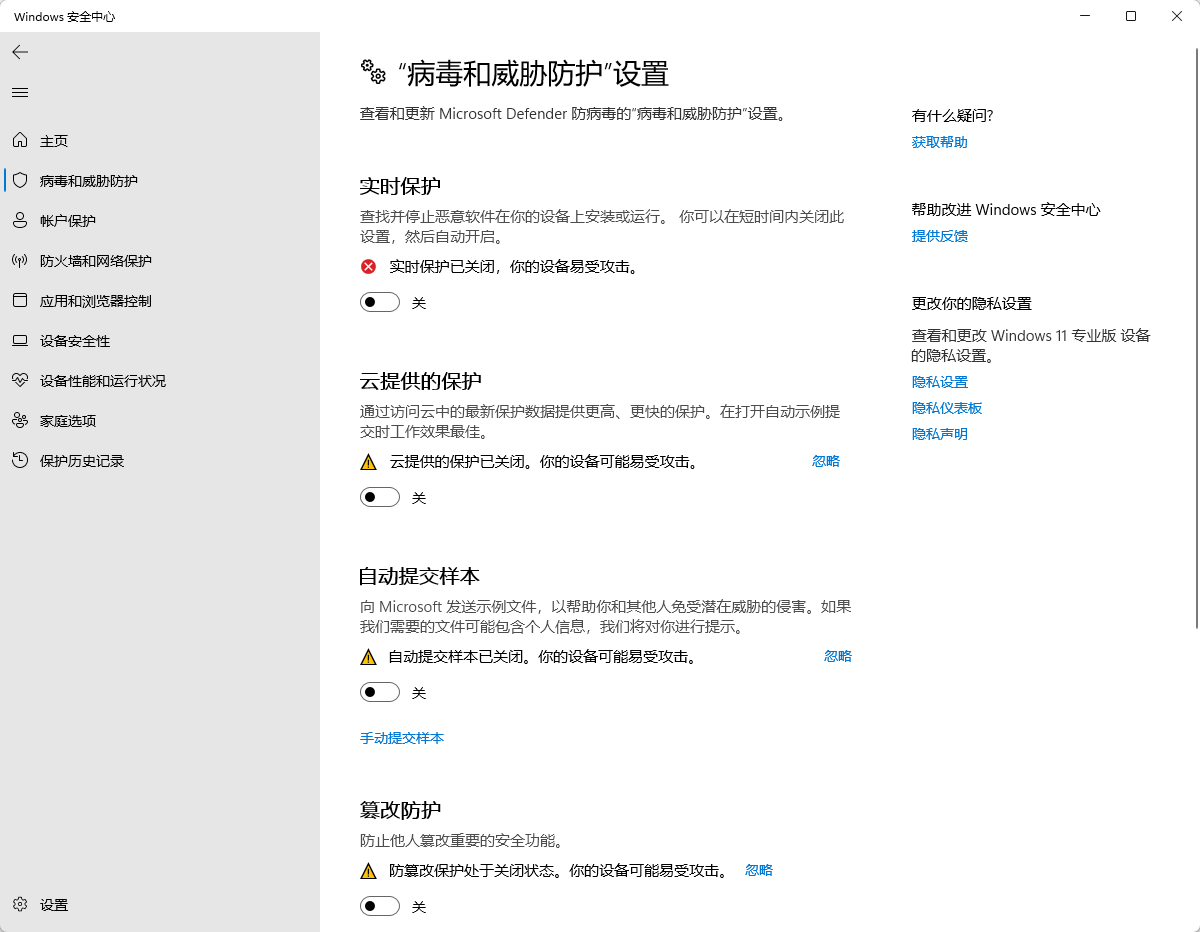 Windows 安全中心
主页
病毒和威胁防护
帐户保护
防火墙和网络保护
应用和浏览器控制
设备安全性
设备性能和运行状况
家庭选项
保护历史记录
设置
“病毒和威胁防护”设置
查看和更新 Microsoft Defender 防病毒的“病毒和威胁防护”设置。
实时保护
查找并停止恶意软件在你的设备上安装或运行。 你可以在短时间内关闭此
设置，然后自动开启。
实时保护已关闭，你的设备易受攻击。
关
云提供的保护
通过访问云中的最新保护数据提供更高、更快的保护。在打开自动示例提
交时工作效果最佳。
云提供的保护已关闭。你的设备可能易受攻击。
忽略
关
自动提交样本
向 Microsoft 发送示例文件，以帮助你和其他人免受潜在威胁的侵害。如果
我们需要的文件可能包含个人信息，我们将对你进行提示。
自动提交样本已关闭。你的设备可能易受攻击。
忽略
关
手动提交样本
篡改防护
防止他人篡改重要的安全功能。
防篡改保护处于关闭状态。你的设备可能易受攻击。
忽略
关
有什么疑问?
获取帮助
帮助改进 Windows 安全中心
提供反馈
更改你的隐私设置
查看和更改 Windows 11 专业版 设备
的隐私设置。
隐私设置
隐私仪表板
隐私声明